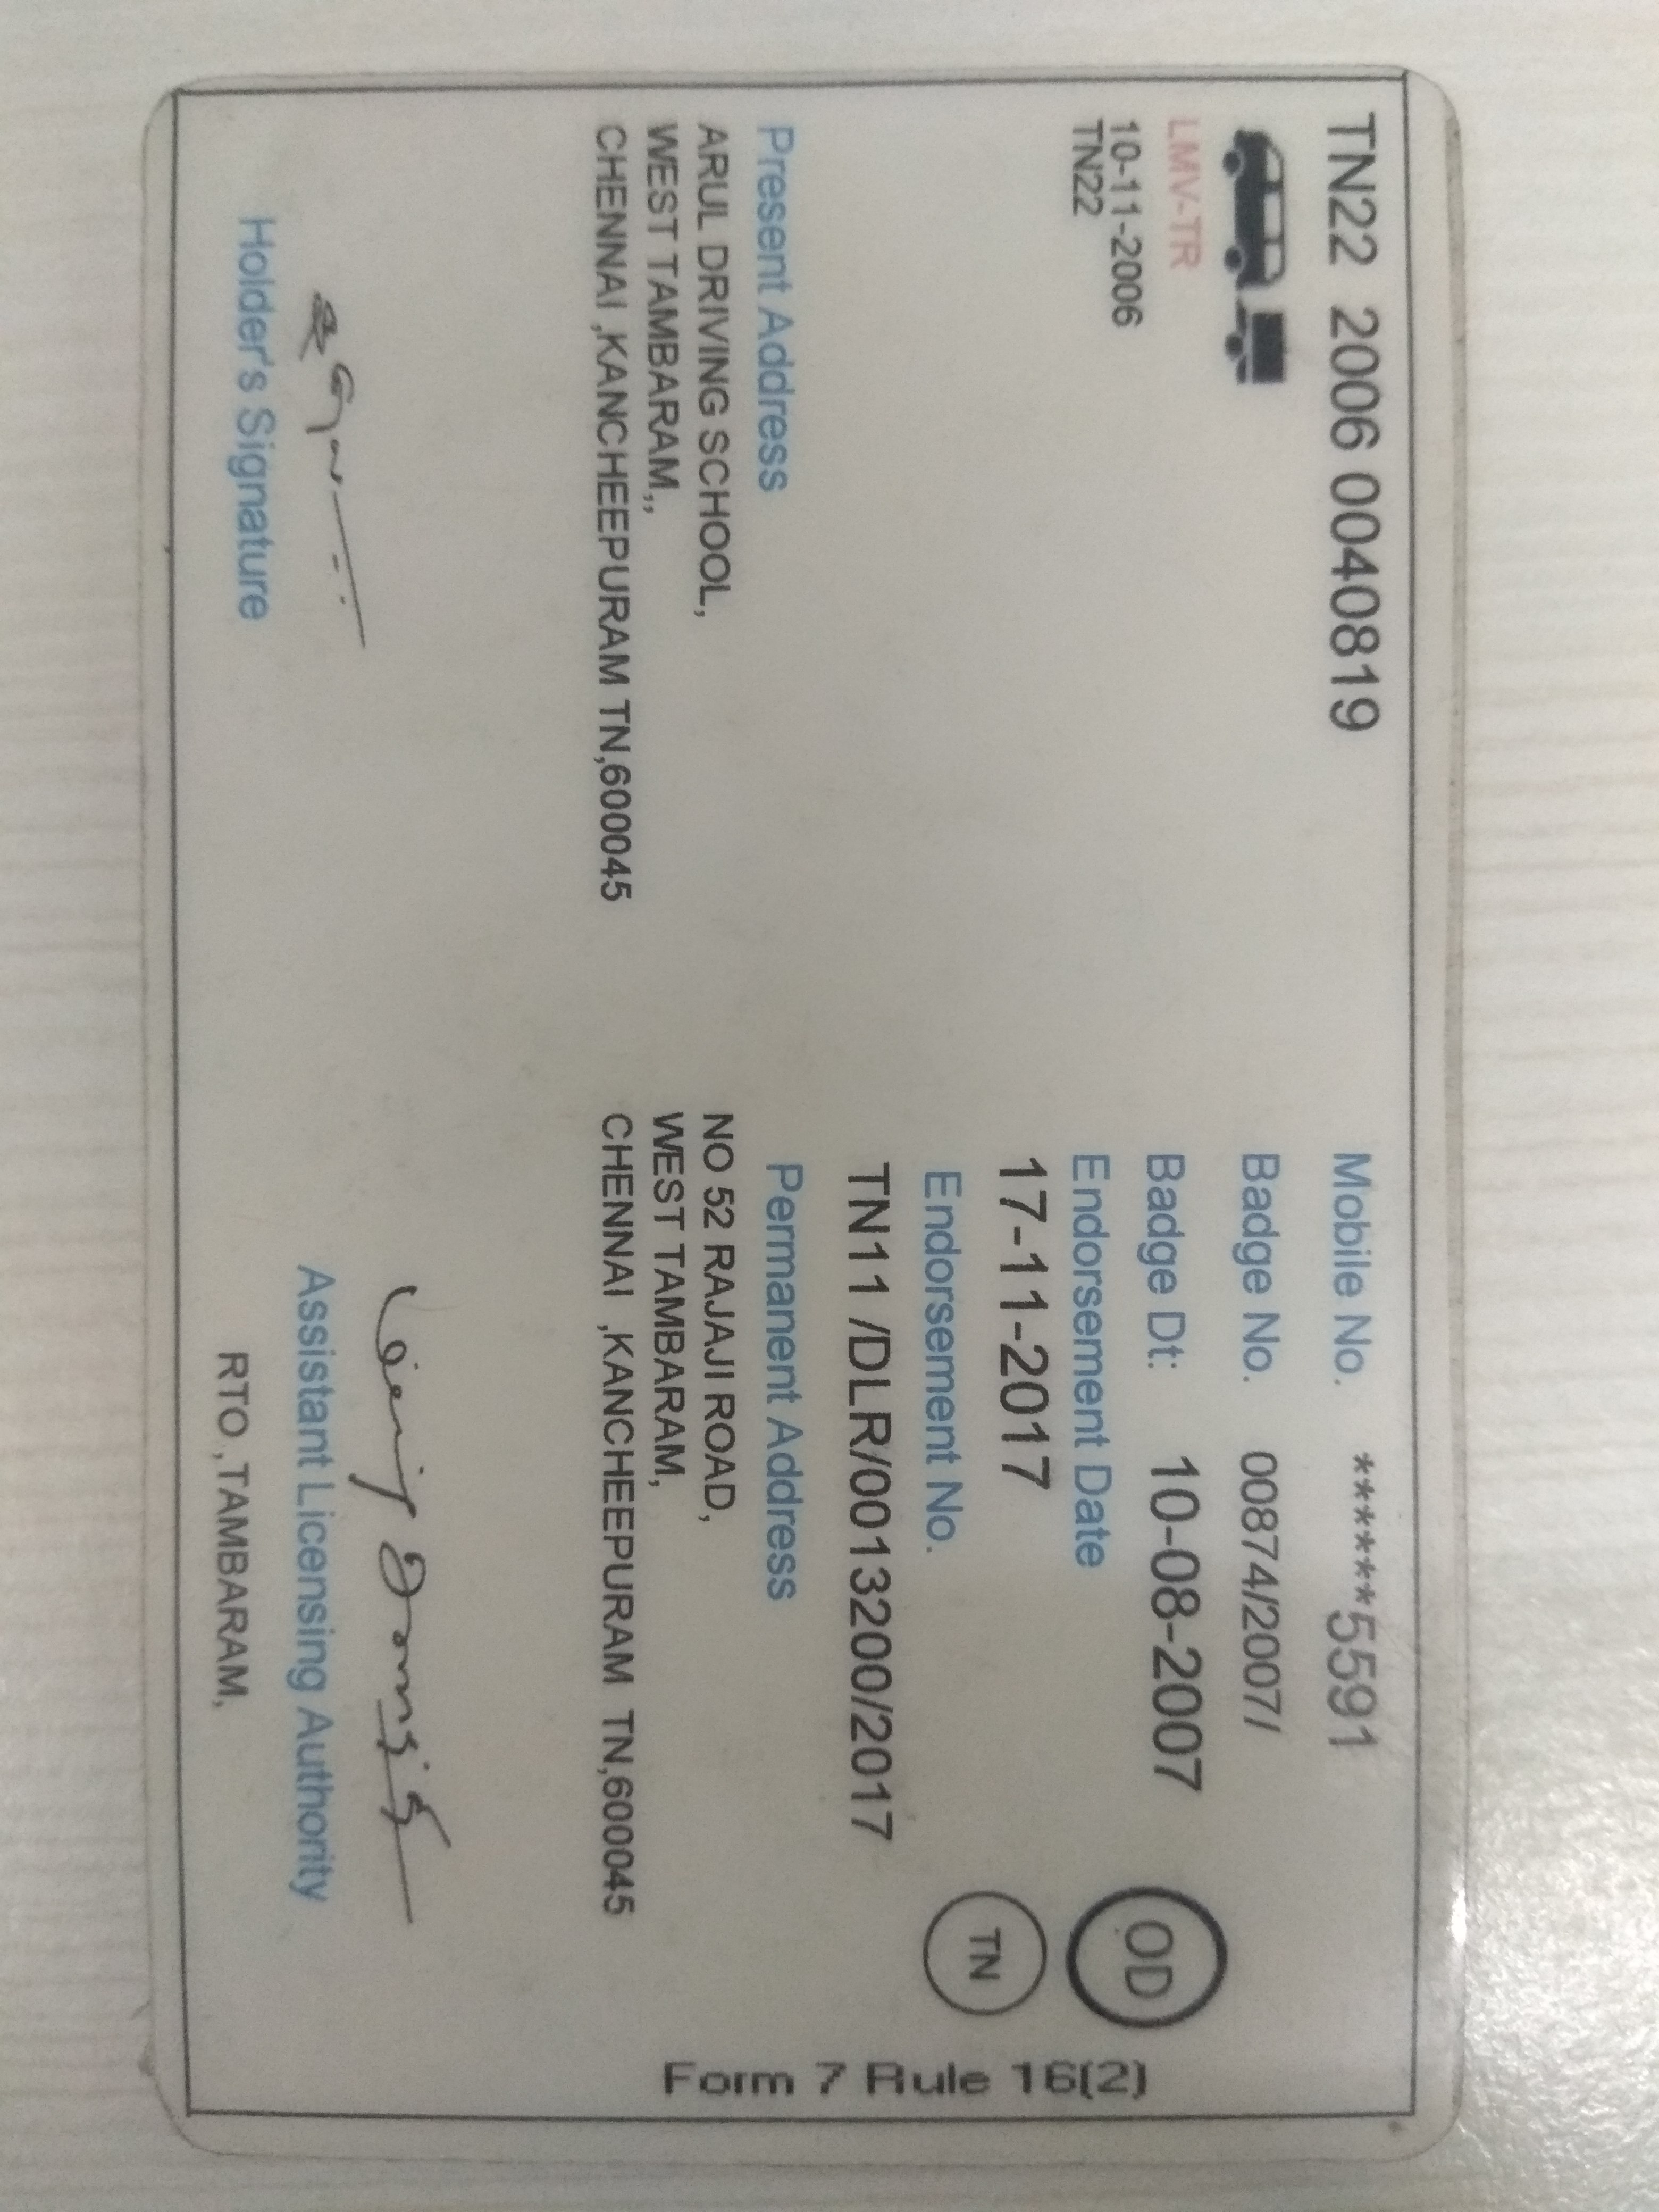 TN22 2006 0040819
LMV-TR
10-11-2006
TN22
Mobile No. ******5591
Badge No. 00874/2007/
Badge Dt: 10-08-2007
Endorsement Date
17-11-2017
Endorsement No.
TN11 /DLR/0013200/2017
OD
TN
Form 7 Rule 16(2)
Present Address
ARUL DRIVING SCHOOL,
WEST TAMBARAM,,
CHENNAI ,KANCHEEPURAM TN,600045
Permanent Address
NO 52 RAJAJI ROAD,
WEST TAMBARAM,
CHENNAI ,KANCHEEPURAM TN,600045
Holder's Signature
Assistant Licensing Authority
RTO ,TAMBARAM,